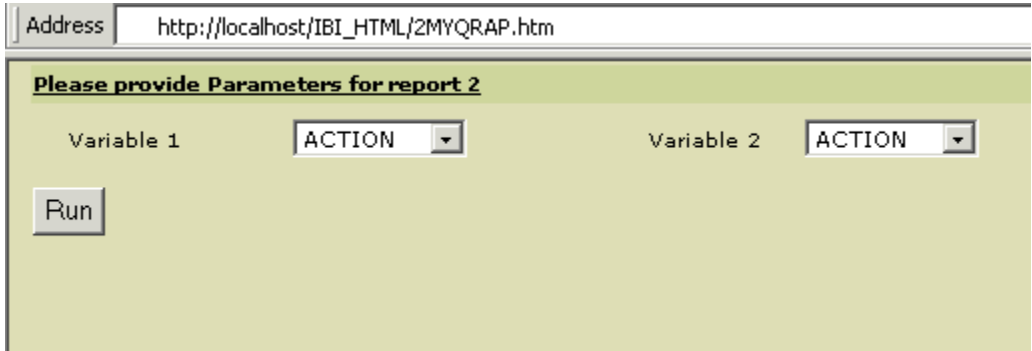 Address http://localhost/IBI_HTML/2MYQRAP.htm
Please provide Parameters for report 2
Variable 1 ACTION Variable 2 ACTION
Run